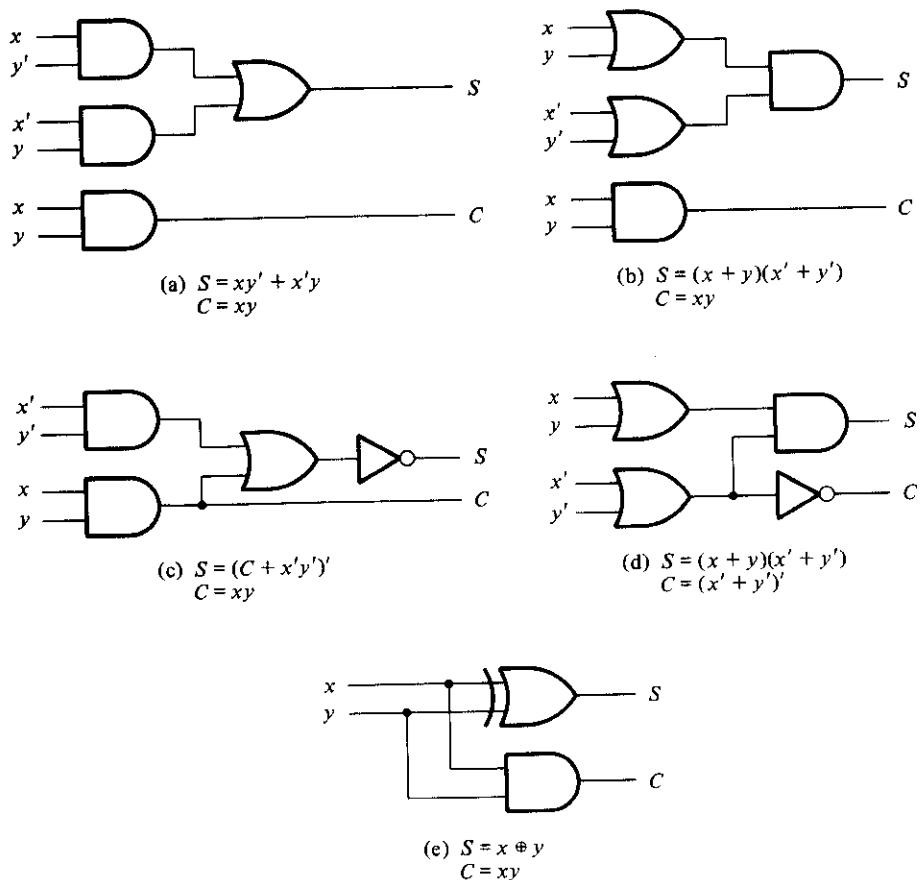 x
y'
x'
y
x
y
S
C
(a) S = xy' + x'y
C = xy
x
y
x'
y'
x
y
S
C
(b) S = (x + y)(x' + y')
C = xy
x'
y'
x
y
S
C
(c) S = (C + x'y')'
C = xy
x
y
x'
y'
S
C
(d) S = (x + y)(x' + y')
C = (x' + y')'
x
y
S
C
(e) S = x ⊕ y
C = xy